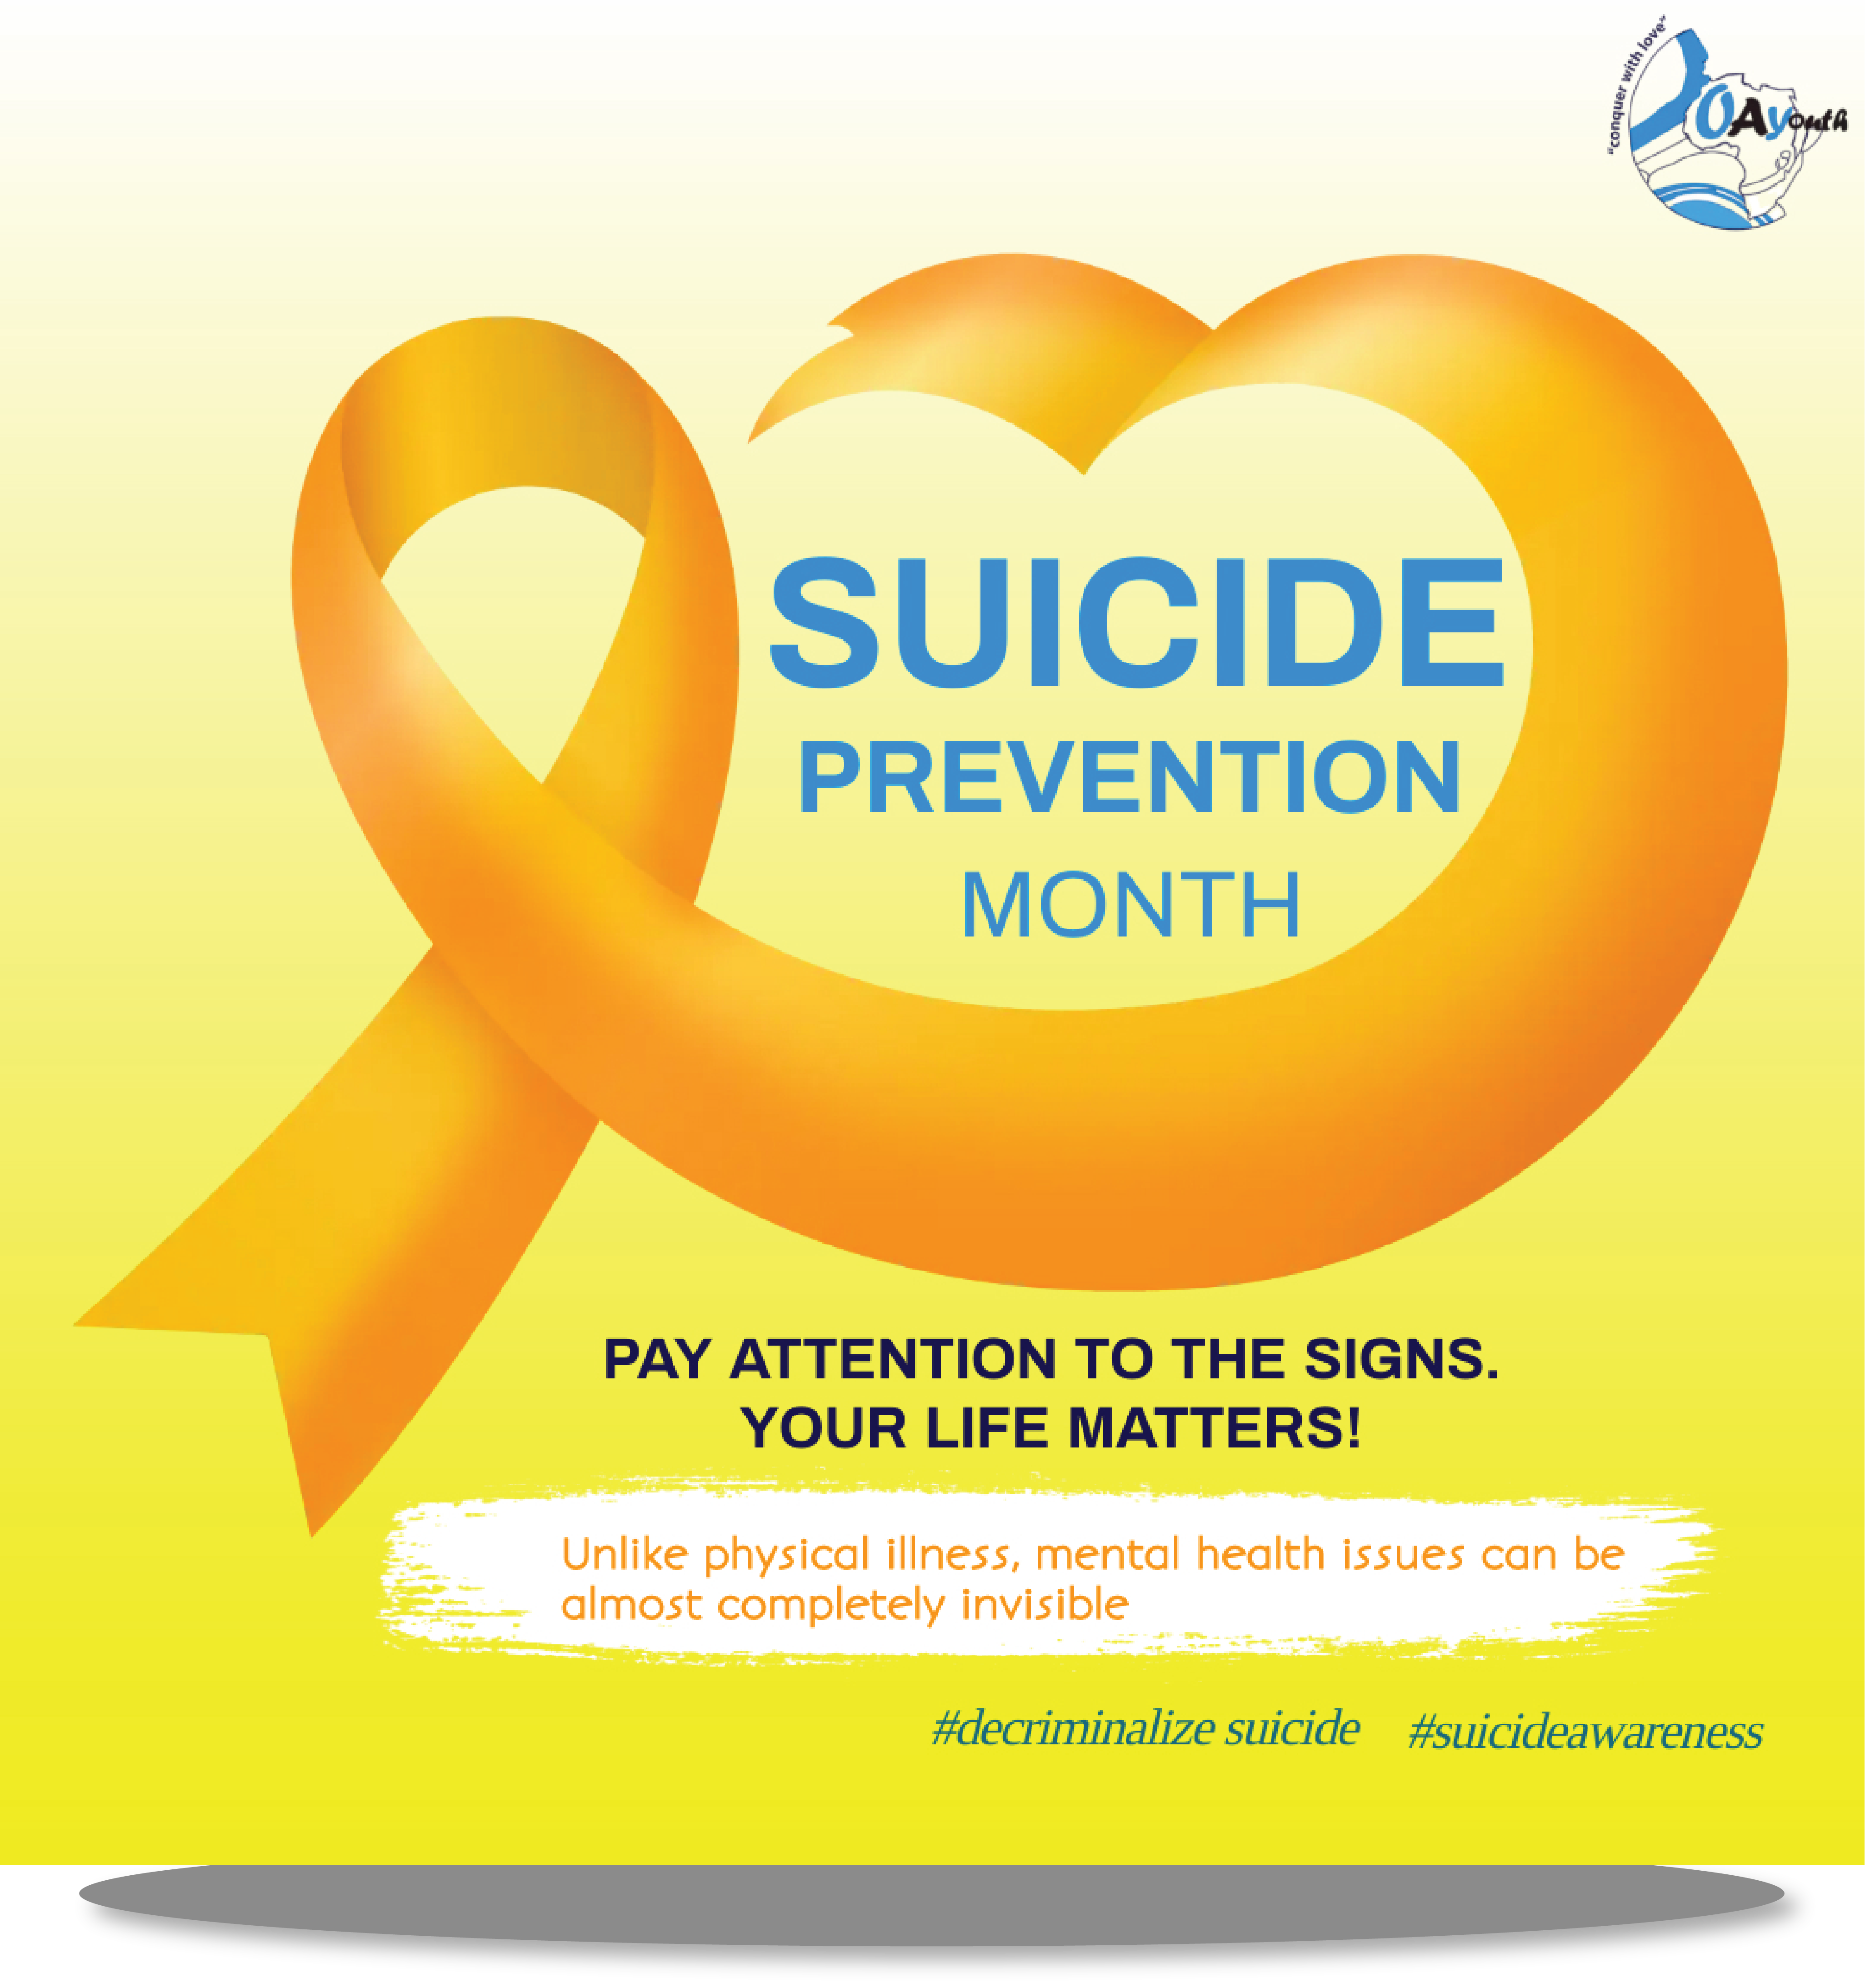 "conquer with love"
OAyouth
SUICIDE
PREVENTION
MONTH
PAY ATTENTION TO THE SIGNS.
YOUR LIFE MATTERS!
Unlike physical illness, mental health issues can be
almost completely invisible
#decriminalize suicide #suicideawareness